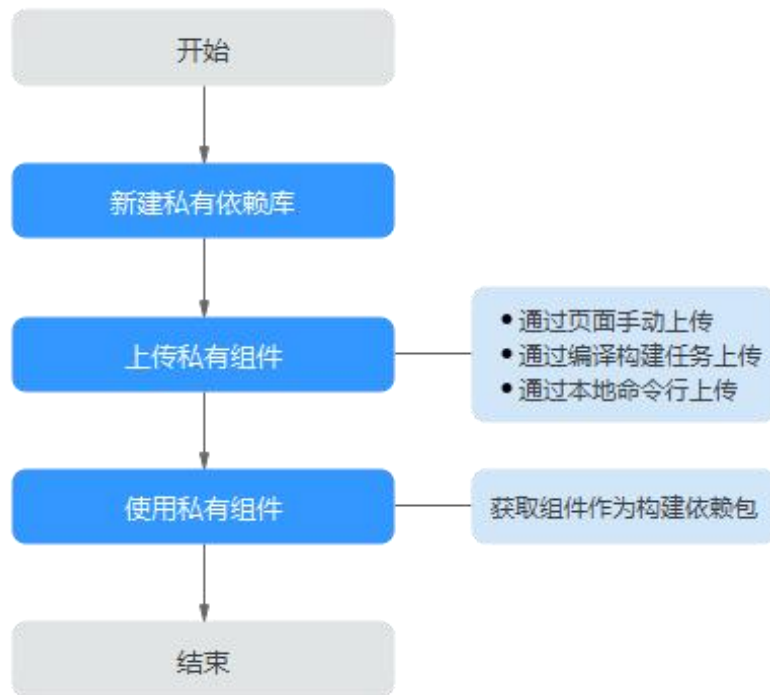 开始
新建私有依赖库
上传私有组件
●通过页面手动上传
●通过编译构建任务上传
●通过本地命令行上传
使用私有组件
获取组件作为构建依赖包
结束